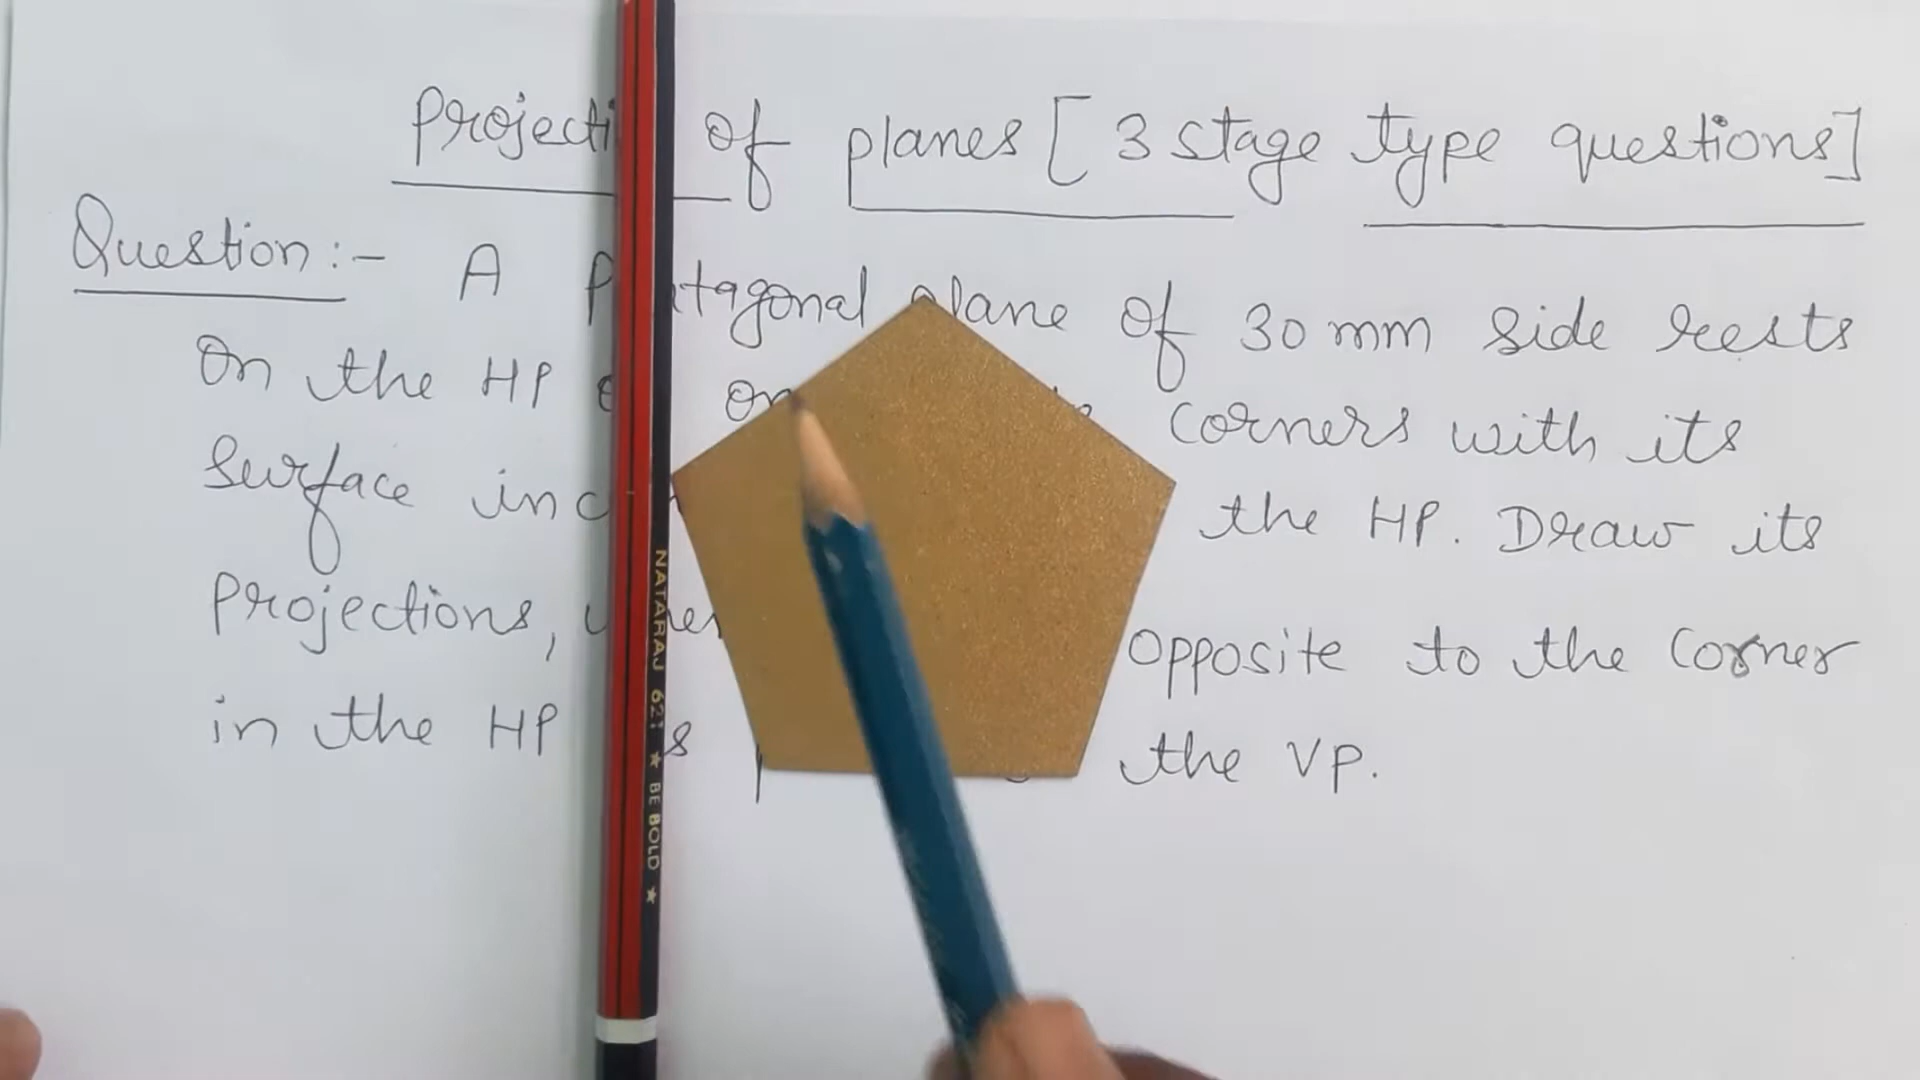 Projecti of planes [3 stage type questions]
Question :- A P tagonal plane of 30 mm side rests
on the HP on corners with its
Surface inc the HP. Draw its
Projections, opposite to the corner
in the HP the VP.
NATARAJ 621 ★ BE BOLD ★